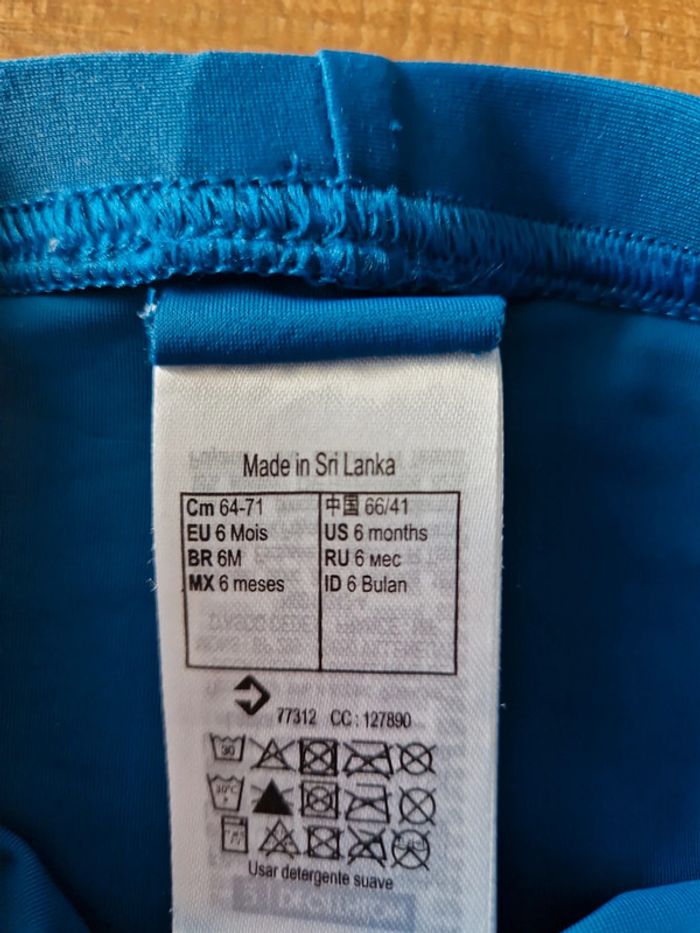 Made in Sri Lanka
Cm 64-71
EU 6 Mois
BR 6M
MX 6 meses
中国 66/41
US 6 months
RU 6 мес
ID 6 Bulan
77312 CC: 127890
30
30°C
Usar detergente suave